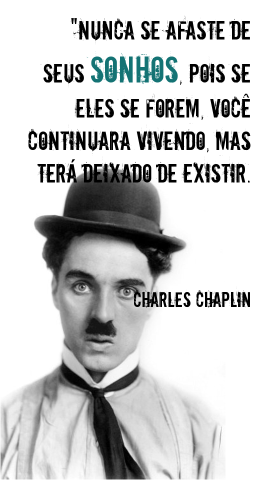 "NUNCA SE AFASTE DE
SEUS SONHOS, POIS SE
ELES SE FOREM, VOCÊ
CONTINUARA VIVENDO, MAS
TERÁ DEIXADO DE EXISTIR.
CHARLES CHAPLIN